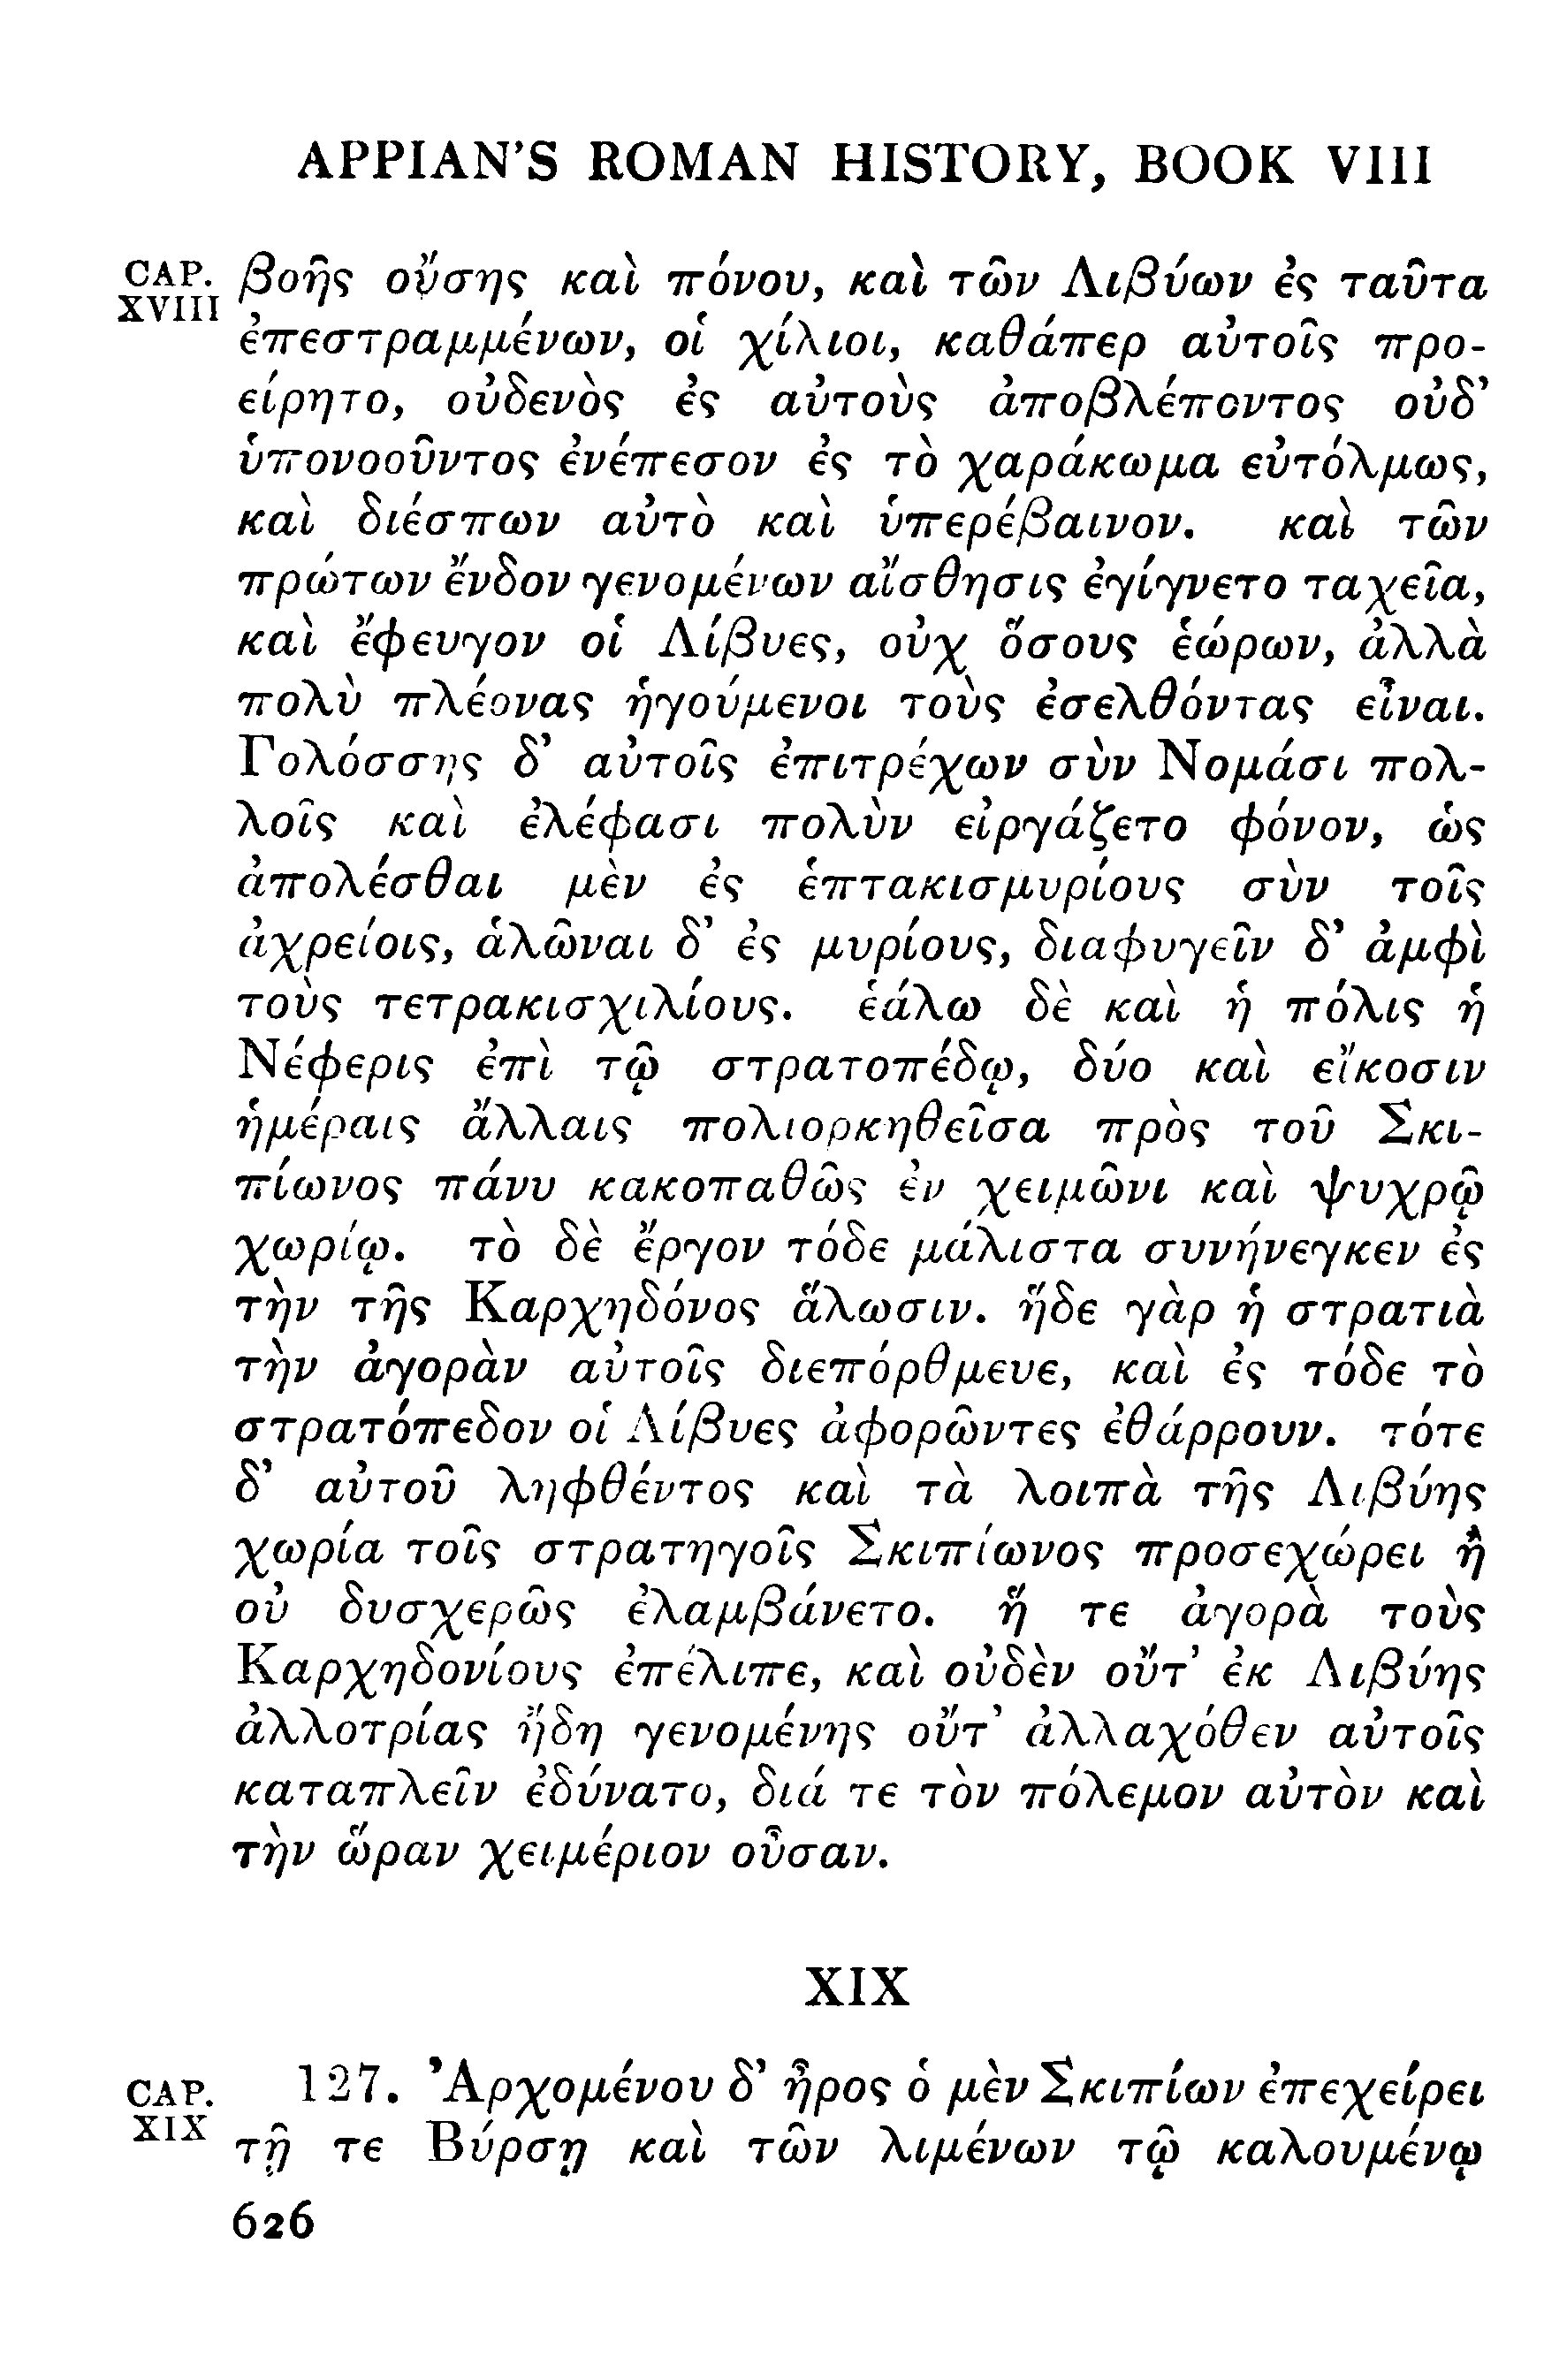 APPIAN'S ROMAN HISTORY, BOOK VIII
CAP. XVIII
βοῆς οὔσης καὶ πόνου, καὶ τῶν Λιβύων ἐς ταῦτα
ἐπεστραμμένων, οἱ χίλιοι, καθάπερ αὐτοῖς προ-
είρητο, οὐδενὸς ἐς αὐτοὺς ἀποβλέποντος οὐδ'
ὑπονοοῦντος ἐνέπεσον ἐς τὸ χαράκωμα εὐτόλμως,
καὶ διέσπων αὐτὸ καὶ ὑπερέβαινον. καὶ τῶν
πρώτων ἔνδον γενομένων αἴσθησις ἐγίγνετο ταχεῖα,
καὶ ἔφευγον οἱ Λίβυες, οὐχ ὅσους ἑώρων, ἀλλὰ
πολὺ πλέονας ἡγούμενοι τοὺς ἐσελθόντας εἶναι.
Γολόσσης δ' αὐτοῖς ἐπιτρέχων σὺν Νομάσι πολ-
λοῖς καὶ ἐλέφασι πολὺν εἰργάζετο φόνον, ὡς
ἀπολέσθαι μὲν ἐς ἑπτακισμυρίους σὺν τοῖς
ἀχρείοις, ἁλῶναι δ' ἐς μυρίους, διαφυγεῖν δ' ἀμφὶ
τοὺς τετρακισχιλίους. ἑάλω δὲ καὶ ἡ πόλις ἡ
Νέφερις ἐπὶ τῷ στρατοπέδῳ, δύο καὶ εἴκοσιν
ἡμέραις ἄλλαις πολιορκηθεῖσα πρὸς τοῦ Σκι-
πίωνος πάνυ κακοπαθῶς ἐν χειμῶνι καὶ ψυχρῷ
χωρίῳ. τὸ δὲ ἔργον τόδε μάλιστα συνήνεγκεν ἐς
τὴν τῆς Καρχηδόνος ἅλωσιν. ἥδε γὰρ ἡ στρατιὰ
τὴν ἀγορὰν αὐτοῖς διεπόρθμευε, καὶ ἐς τόδε τὸ
στρατόπεδον οἱ Λίβυες ἀφορῶντες ἐθάρρουν. τότε
δ' αὐτοῦ ληφθέντος καὶ τὰ λοιπὰ τῆς Λιβύης
χωρία τοῖς στρατηγοῖς Σκιπίωνος προσεχώρει ἢ
οὐ δυσχερῶς ἐλαμβάνετο. ἥ τε ἀγορὰ τοὺς
Καρχηδονίους ἐπέλιπε, καὶ οὐδὲν οὔτ' ἐκ Λιβύης
ἀλλοτρίας ἤδη γενομένης οὔτ' ἀλλαχόθεν αὐτοῖς
καταπλεῖν ἐδύνατο, διά τε τὸν πόλεμον αὐτὸν καὶ
τὴν ὥραν χειμέριον οὖσαν.
XIX
CAP. XIX
127. Ἀρχομένου δ' ἦρος ὁ μὲν Σκιπίων ἐπεχείρει
τῇ τε Βύρσῃ καὶ τῶν λιμένων τῷ καλουμένῳ
626